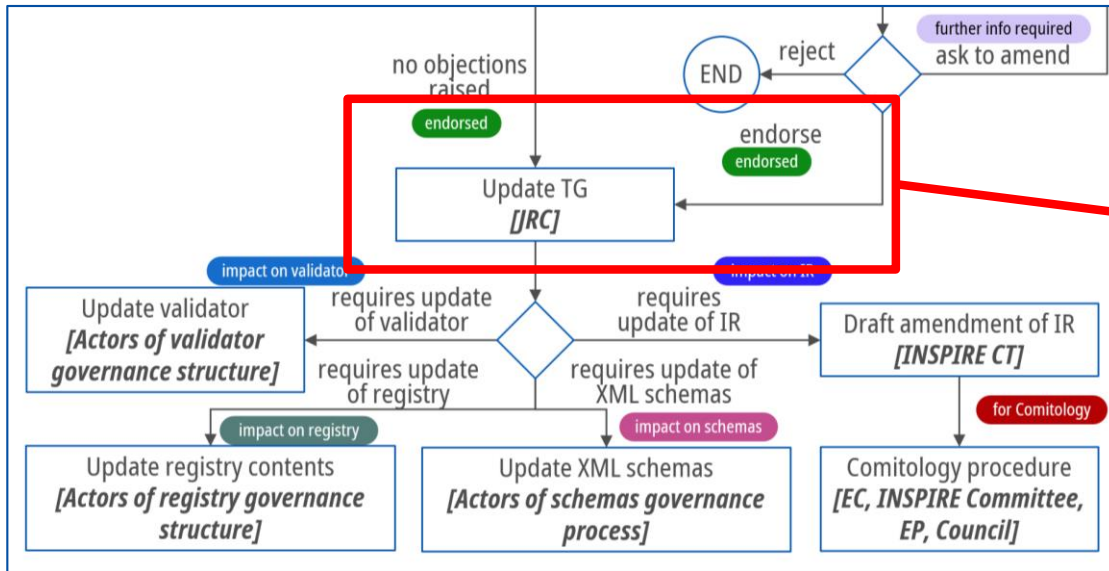 further info required
reject
ask to amend
END
no objections
raised
endorsed
endorse
endorsed
Update TG
[JRC]
impact on validator
impact on IR
requires update
of validator
requires
update of IR
Update validator
[Actors of validator
governance structure]
Draft amendment of IR
[INSPIRE CT]
requires update
of registry
requires update of
XML schemas
impact on registry
impact on schemas
for Comitology
Update registry contents
[Actors of registry governance
structure]
Update XML schemas
[Actors of schemas governance
process]
Comitology procedure
[EC, INSPIRE Committee,
EP, Council]